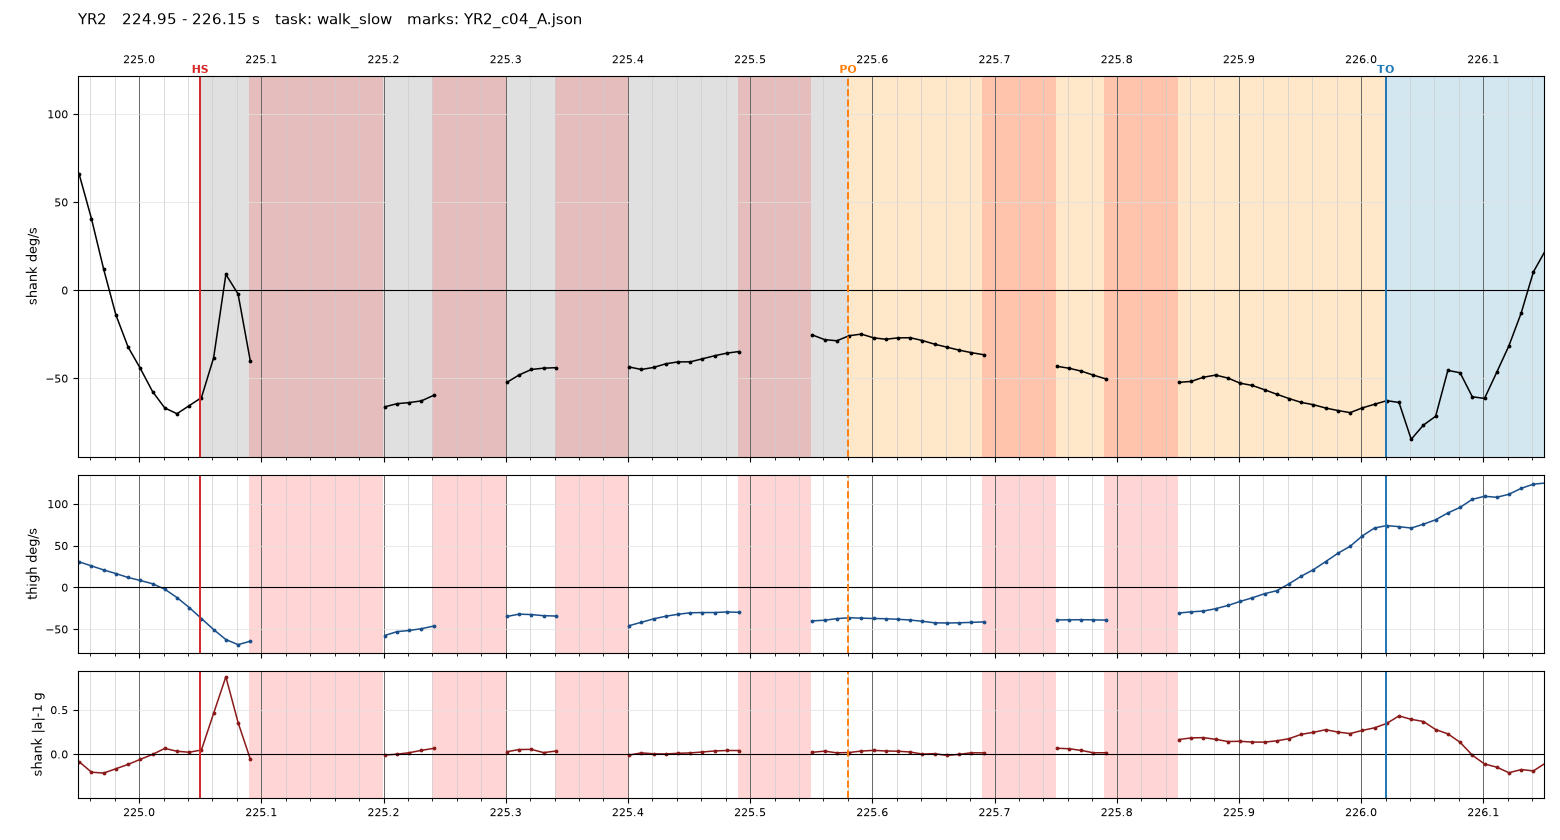 YR2   224.95 - 226.15 s   task: walk_slow   marks: YR2_c04_A.json
225.0 225.1 225.2 225.3 225.4 225.5 225.6 225.7 225.8 225.9 226.0 226.1
HS PO TO
shank deg/s
100
50
0
−50
thigh deg/s
100
50
0
−50
shank |a|-1 g
0.5
0.0
225.0 225.1 225.2 225.3 225.4 225.5 225.6 225.7 225.8 225.9 226.0 226.1